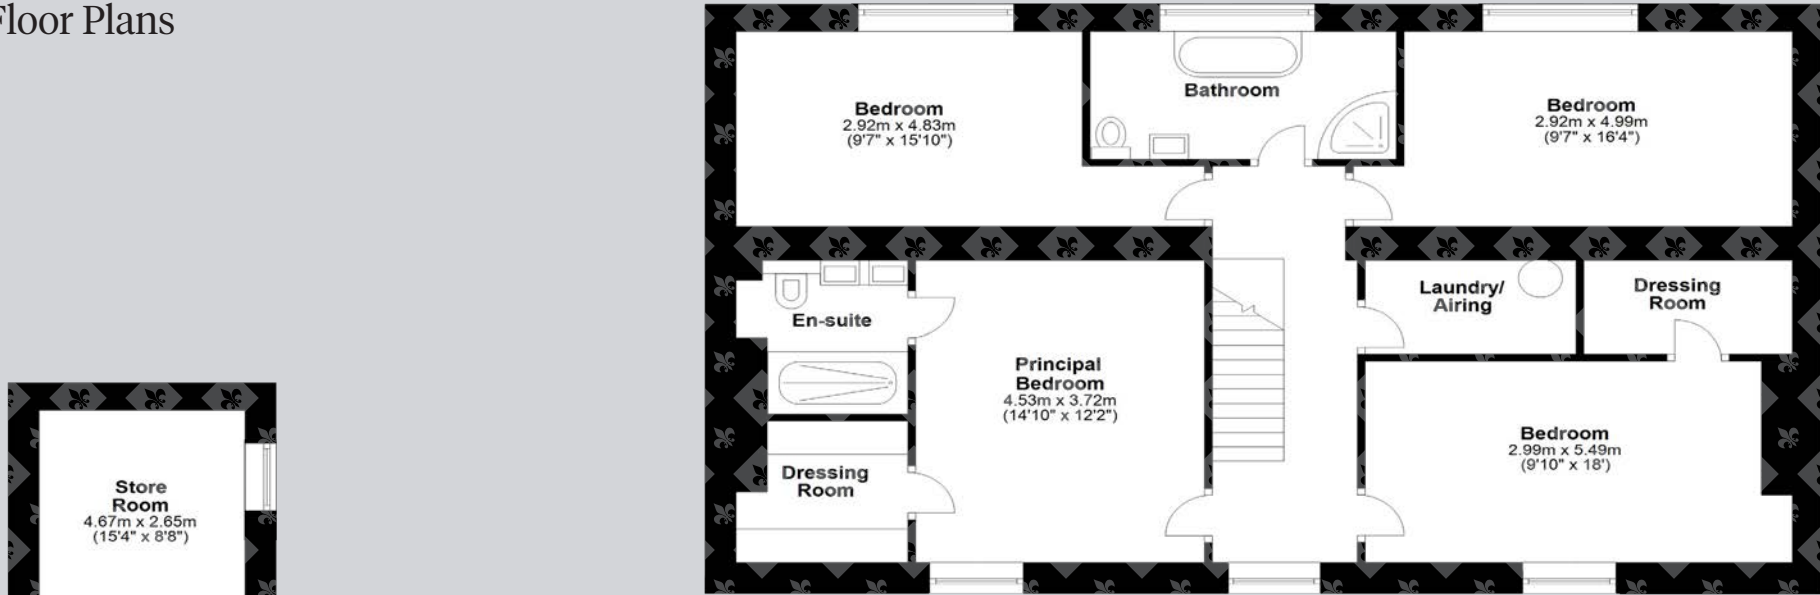 Floor Plans
Bedroom
2.92m x 4.83m
(9'7" x 15'10")
Bathroom
Bedroom
2.92m x 4.99m
(9'7" x 16'4")
En-suite
Principal
Bedroom
4.53m x 3.72m
(14'10" x 12'2")
Laundry/
Airing
Dressing
Room
Dressing
Room
Bedroom
2.99m x 5.49m
(9'10" x 18')
Store
Room
4.67m x 2.65m
(15'4" x 8'8")